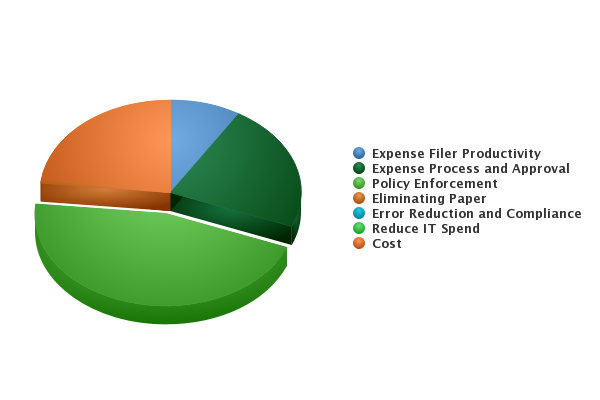 Expense Filer Productivity
Expense Process and Approval
Policy Enforcement
Eliminating Paper
Error Reduction and Compliance
Reduce IT Spend
Cost